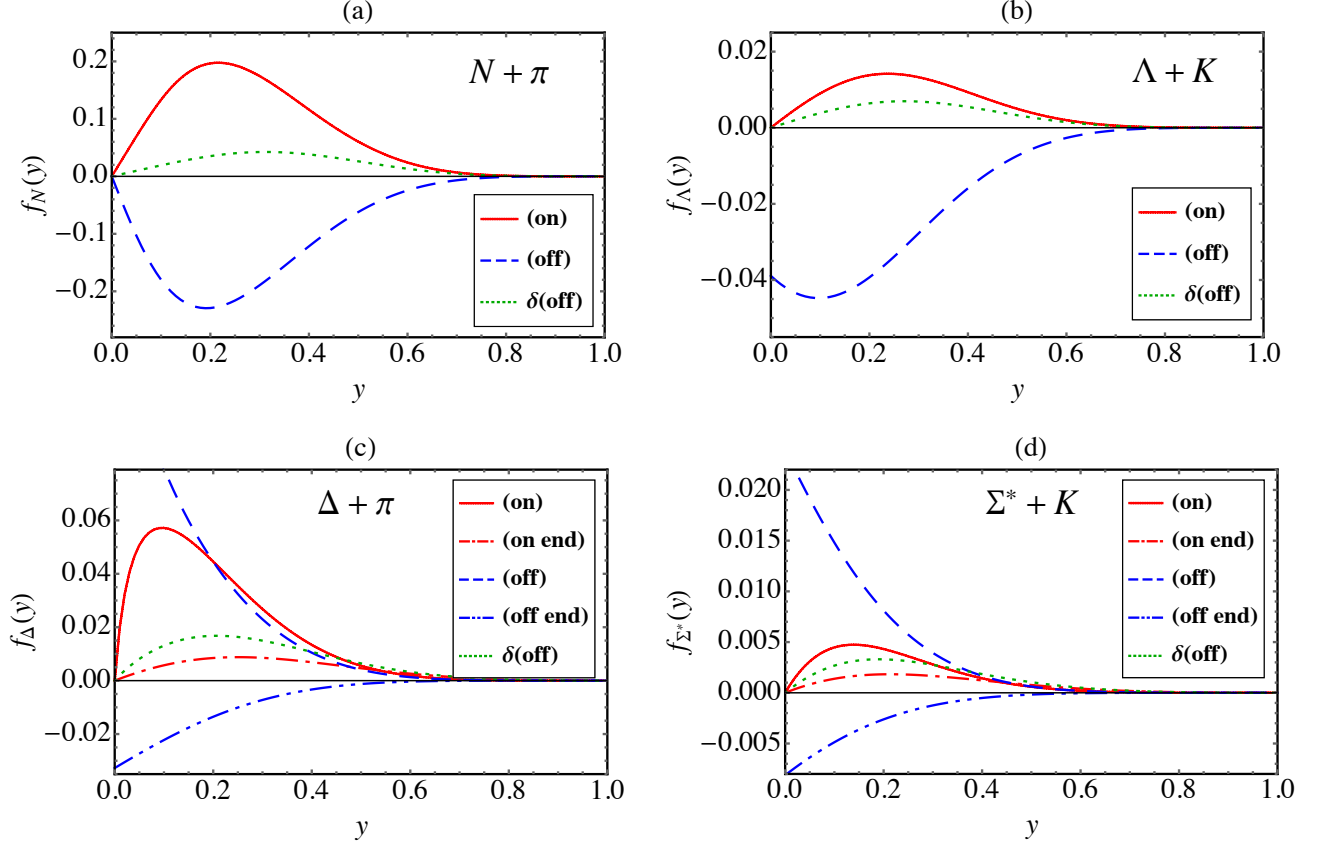 (a)
N + π
f_N(y)
0.2
0.1
0.0
−0.1
−0.2
(on)
(off)
δ(off)
0.0 0.2 0.4 0.6 0.8 1.0
y
(b)
Λ + K
f_Λ(y)
0.02
0.00
−0.02
−0.04
(on)
(off)
δ(off)
0.0 0.2 0.4 0.6 0.8 1.0
y
(c)
Δ + π
f_Δ(y)
0.06
0.04
0.02
0.00
−0.02
(on)
(on end)
(off)
(off end)
δ(off)
0.0 0.2 0.4 0.6 0.8 1.0
y
(d)
Σ* + K
f_Σ*(y)
0.020
0.015
0.010
0.005
0.000
−0.005
(on)
(on end)
(off)
(off end)
δ(off)
0.0 0.2 0.4 0.6 0.8 1.0
y